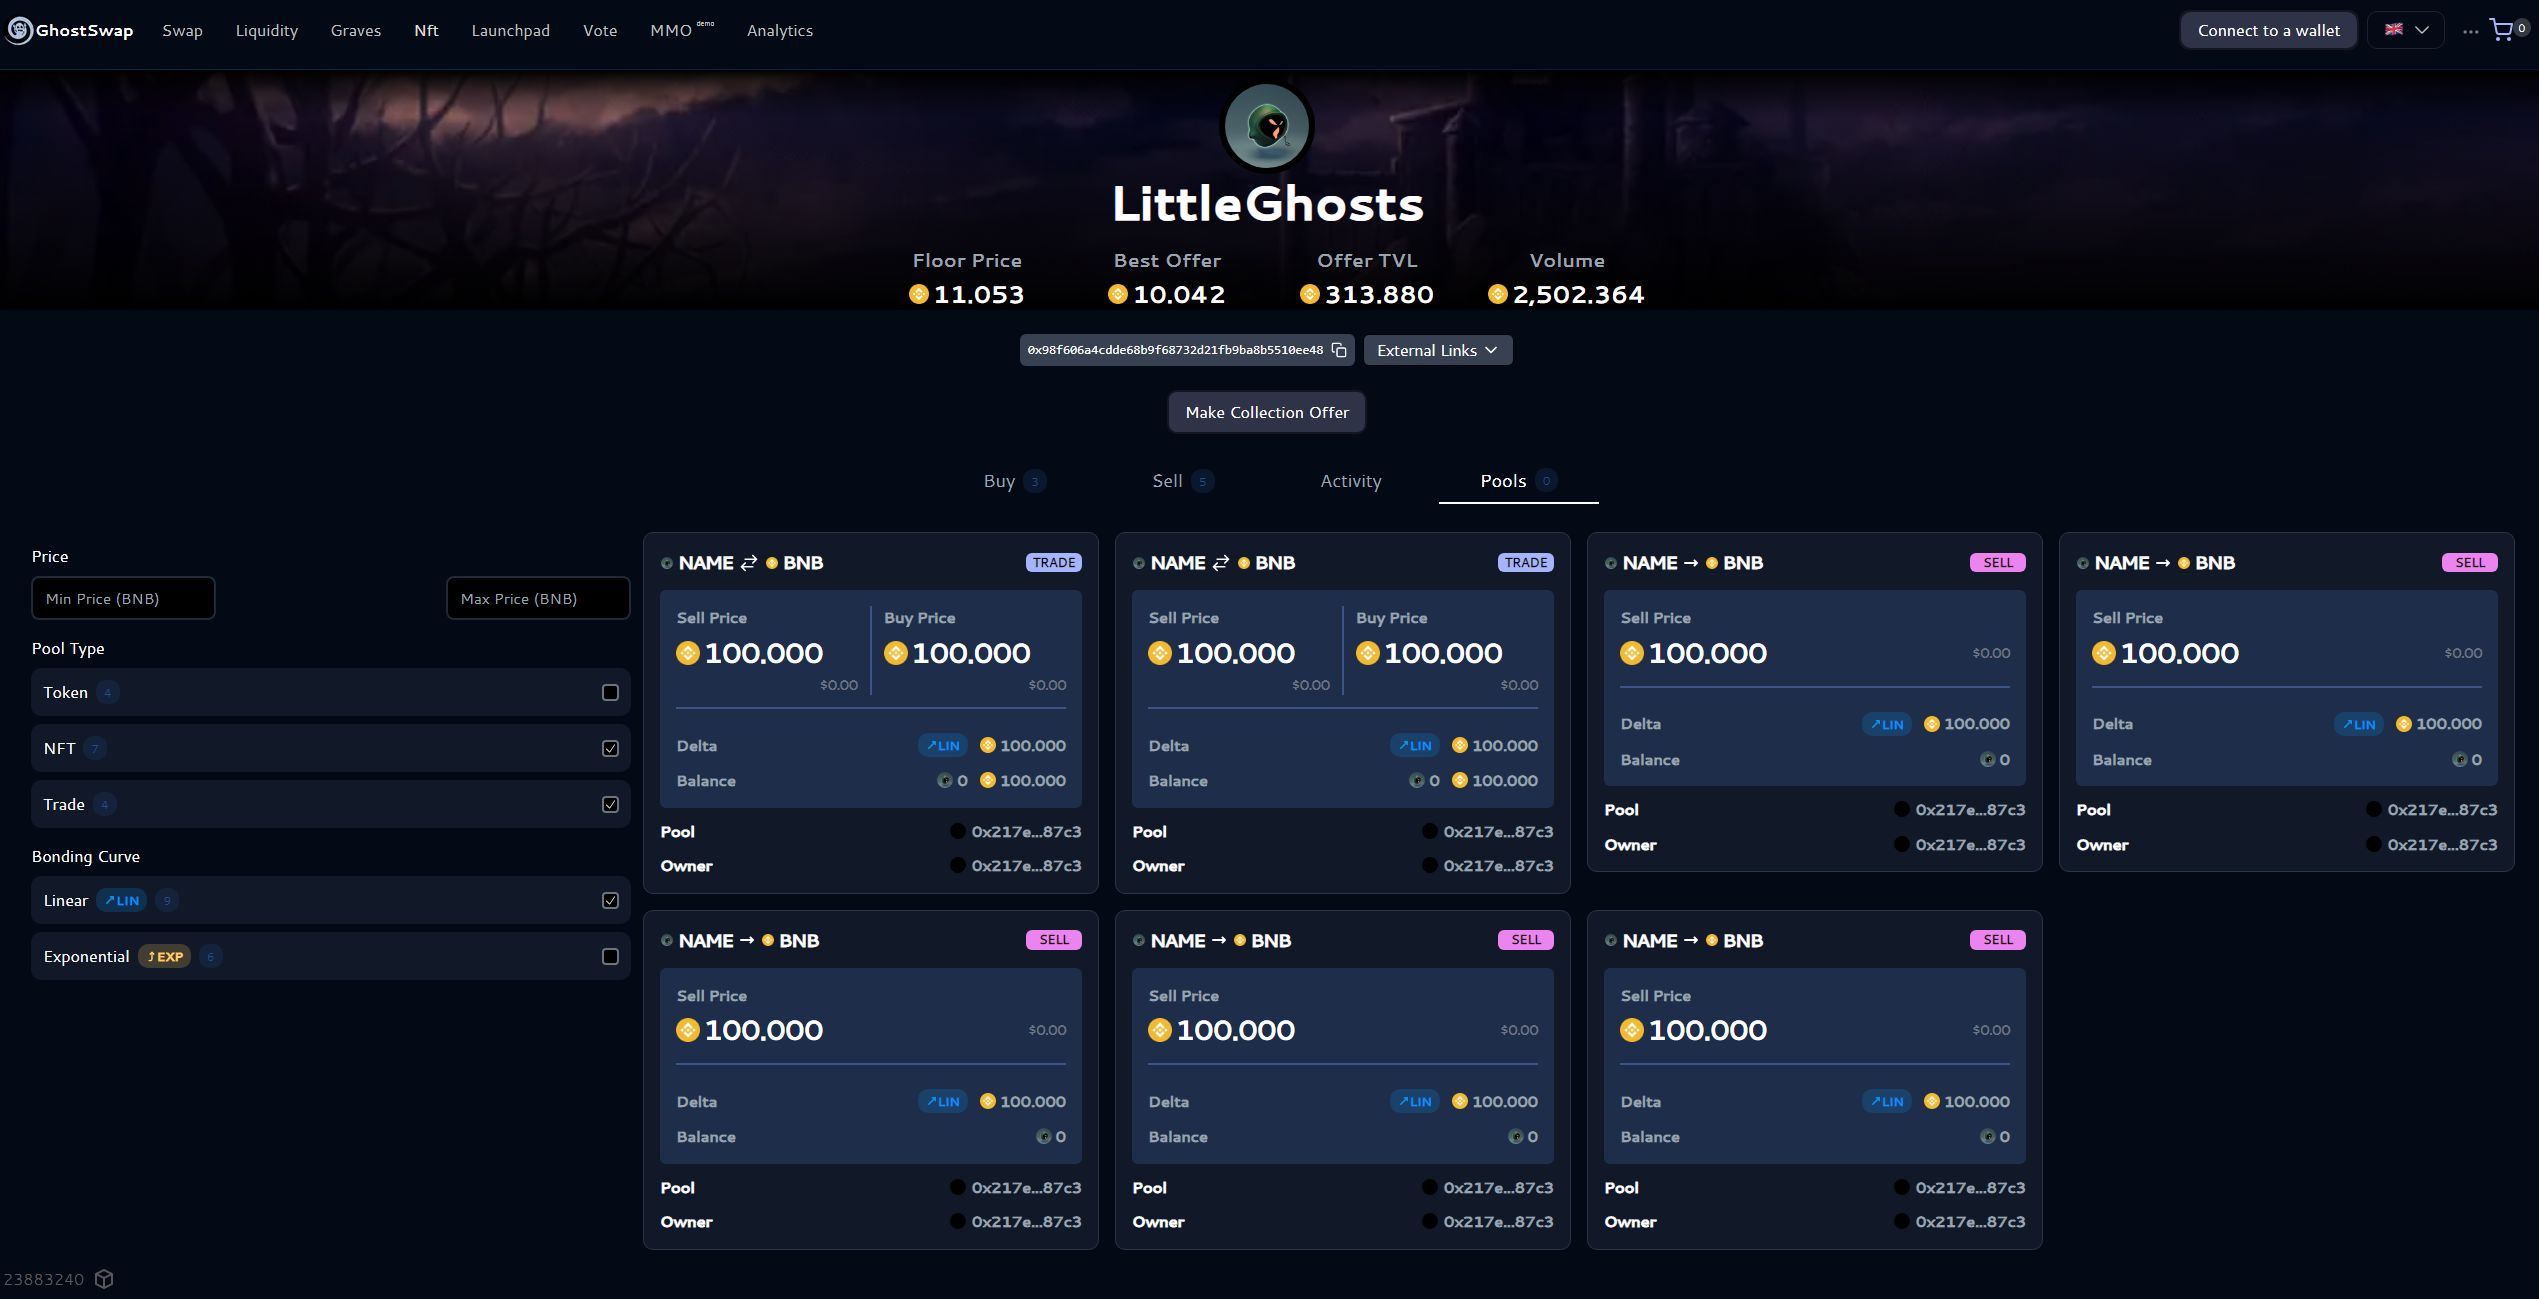 GhostSwap Swap Liquidity Graves Nft Launchpad Vote MMO demo Analytics Connect to a wallet ... 0
LittleGhosts
Floor Price Best Offer Offer TVL Volume
11.053 10.042 313.880 2,502.364
0x98f606a4cdde68b9f68732d21fb9ba8b5510ee48 External Links
Make Collection Offer
Buy 3 Sell 5 Activity Pools 0
Price
Min Price (BNB) Max Price (BNB)
Pool Type
Token 4
NFT 7
Trade 4
Bonding Curve
Linear LIN 9
Exponential EXP 6
NAME BNB TRADE
Sell Price Buy Price
100.000 100.000
$0.00 $0.00
Delta LIN 100.000
Balance 0 100.000
Pool 0x217e...87c3
Owner 0x217e...87c3
NAME BNB TRADE
Sell Price Buy Price
100.000 100.000
$0.00 $0.00
Delta LIN 100.000
Balance 0 100.000
Pool 0x217e...87c3
Owner 0x217e...87c3
NAME → BNB SELL
Sell Price
100.000 $0.00
Delta LIN 100.000
Balance 0
Pool 0x217e...87c3
Owner 0x217e...87c3
NAME → BNB SELL
Sell Price
100.000 $0.00
Delta LIN 100.000
Balance 0
Pool 0x217e...87c3
Owner 0x217e...87c3
NAME → BNB SELL
Sell Price
100.000 $0.00
Delta LIN 100.000
Balance 0
Pool 0x217e...87c3
Owner 0x217e...87c3
NAME → BNB SELL
Sell Price
100.000 $0.00
Delta LIN 100.000
Balance 0
Pool 0x217e...87c3
Owner 0x217e...87c3
NAME → BNB SELL
Sell Price
100.000 $0.00
Delta LIN 100.000
Balance 0
Pool 0x217e...87c3
Owner 0x217e...87c3
23883240